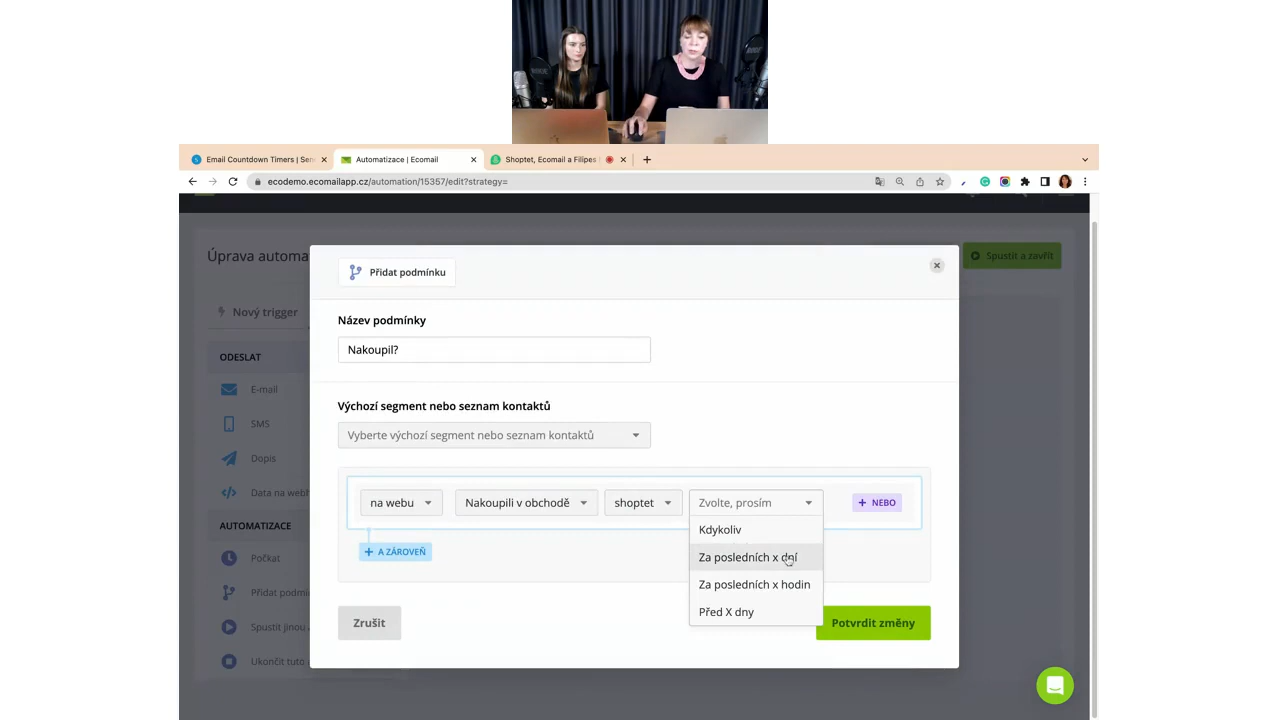 Email Countdown Timers | Sen
Automatizace | Ecomail
Shoptet, Ecomail a Filipes
ecodemo.ecomailapp.cz/automation/15357/edit?strategy=
Úprava automa
Spustit a zavřít
Přidat podmínku
Nový trigger
Název podmínky
Nakoupil?
ODESLAT
E-mail
SMS
Dopis
Data na webh
AUTOMATIZACE
Počkat
Přidat podmín
Spustit jinou
Ukončit tuto
Výchozí segment nebo seznam kontaktů
Vyberte výchozí segment nebo seznam kontaktů
na webu
Nakoupili v obchodě
shoptet
Zvolte, prosím
+ NEBO
+ A ZÁROVEŇ
Kdykoliv
Za posledních x dní
Za posledních x hodin
Před X dny
Zrušit
Potvrdit změny